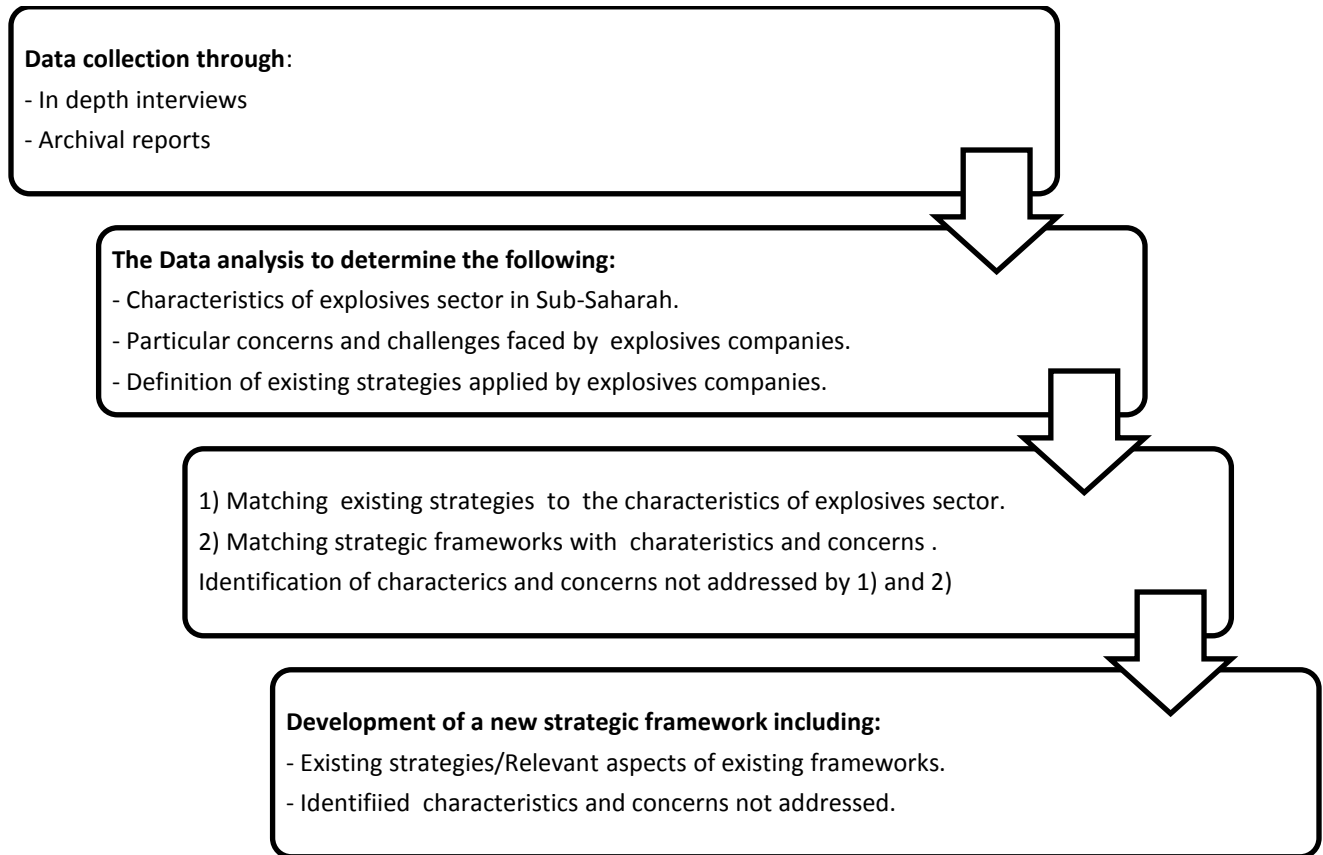 Data collection through:
- In depth interviews
- Archival reports
The Data analysis to determine the following:
- Characteristics of explosives sector in Sub-Saharah.
- Particular concerns and challenges faced by explosives companies.
- Definition of existing strategies applied by explosives companies.
1) Matching existing strategies to the characteristics of explosives sector.
2) Matching strategic frameworks with charateristics and concerns .
Identification of characterics and concerns not addressed by 1) and 2)
Development of a new strategic framework including:
- Existing strategies/Relevant aspects of existing frameworks.
- Identifiied characteristics and concerns not addressed.